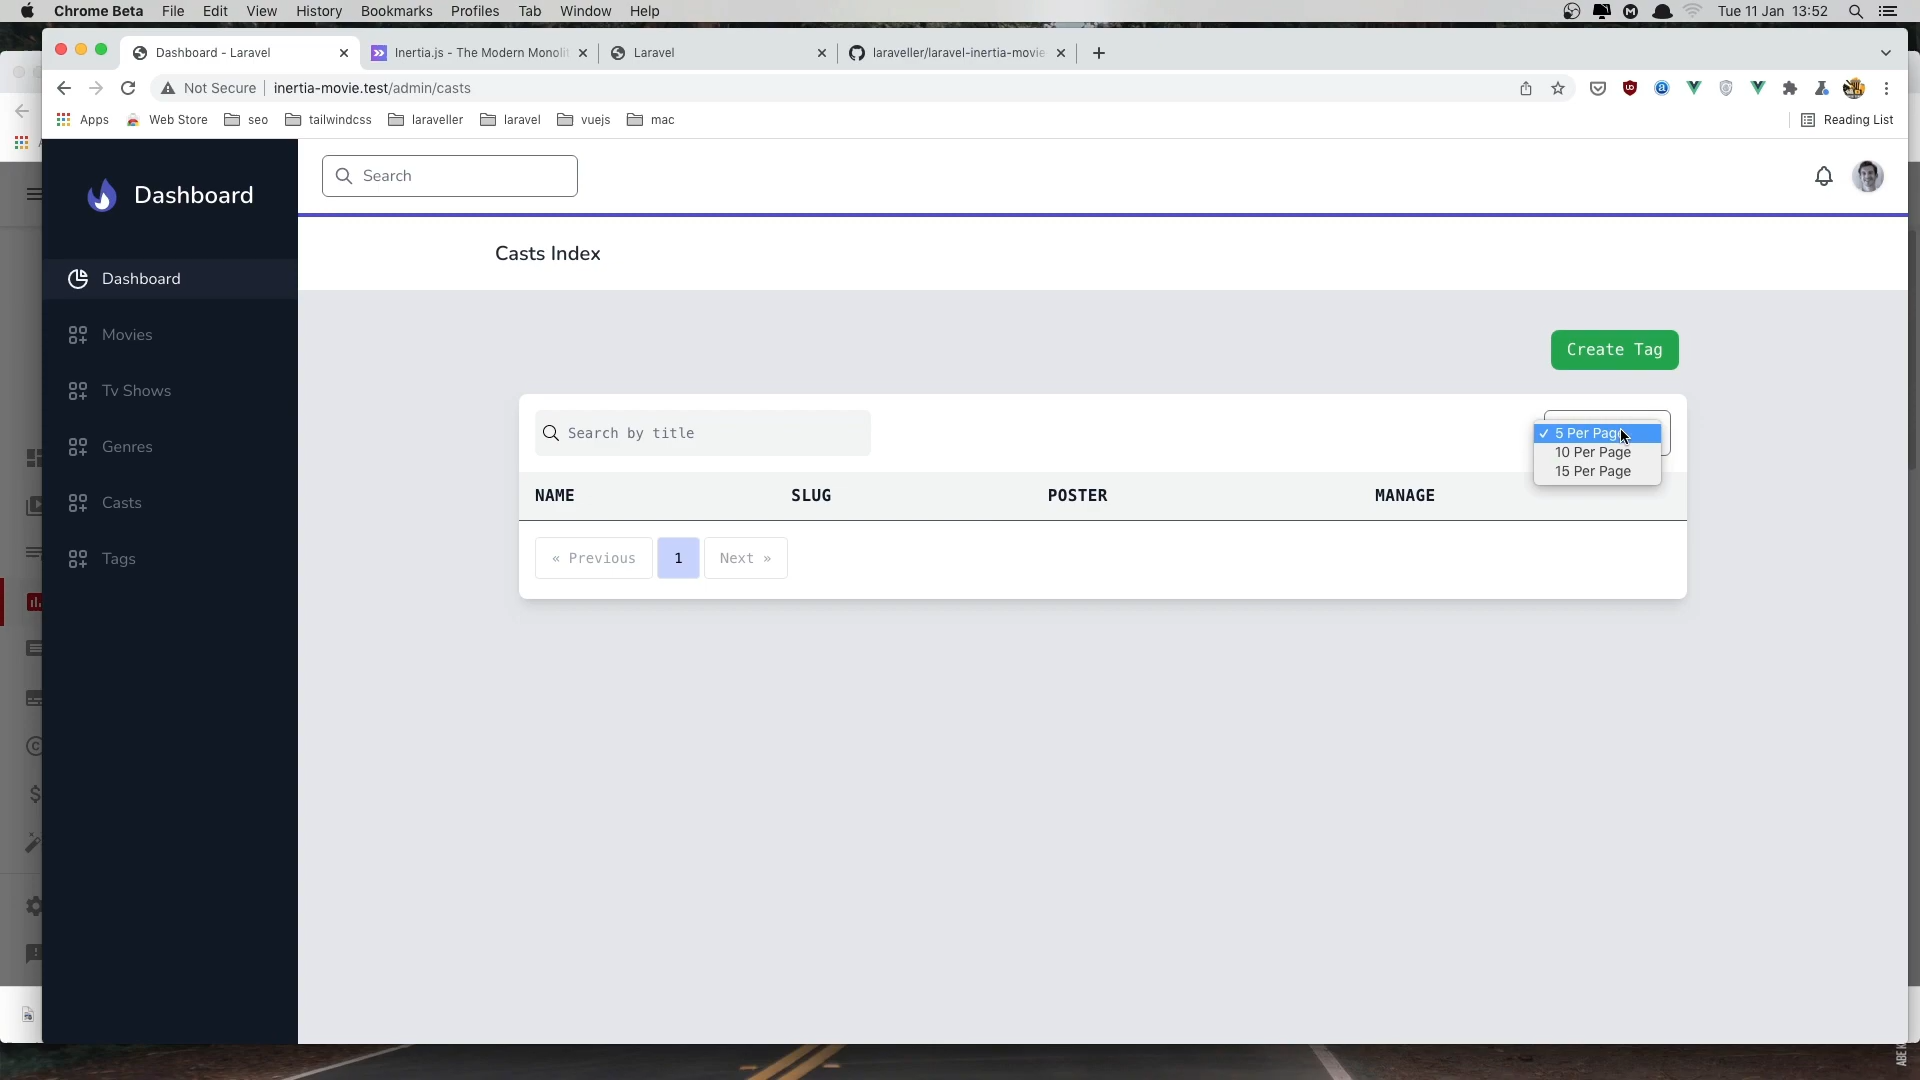 Chrome Beta File Edit View History Bookmarks Profiles Tab Window Help Tue 11 Jan 13:52
Dashboard - Laravel
Inertia.js - The Modern Monolit
Laravel
laraveller/laravel-inertia-movie
Not Secure inertia-movie.test/admin/casts
Apps Web Store seo tailwindcss laraveller laravel vuejs mac Reading List
Dashboard
Search
Casts Index
Dashboard
Movies
Tv Shows
Genres
Casts
Tags
Create Tag
Search by title
✓ 5 Per Page
10 Per Page
15 Per Page
NAME SLUG POSTER MANAGE
« Previous 1 Next »